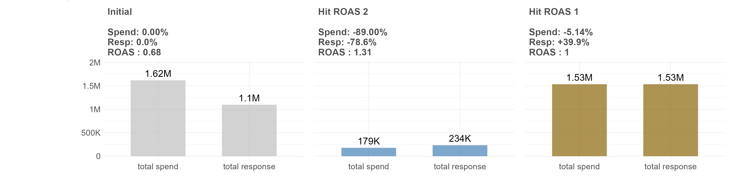 Initial
Spend: 0.00%
Resp: 0.0%
ROAS : 0.68
Hit ROAS 2
Spend: -89.00%
Resp: -78.6%
ROAS : 1.31
Hit ROAS 1
Spend: -5.14%
Resp: +39.9%
ROAS : 1
2M
1.5M
1M
500K
0
1.62M
1.1M
179K
234K
1.53M
1.53M
total spend
total response
total spend
total response
total spend
total response